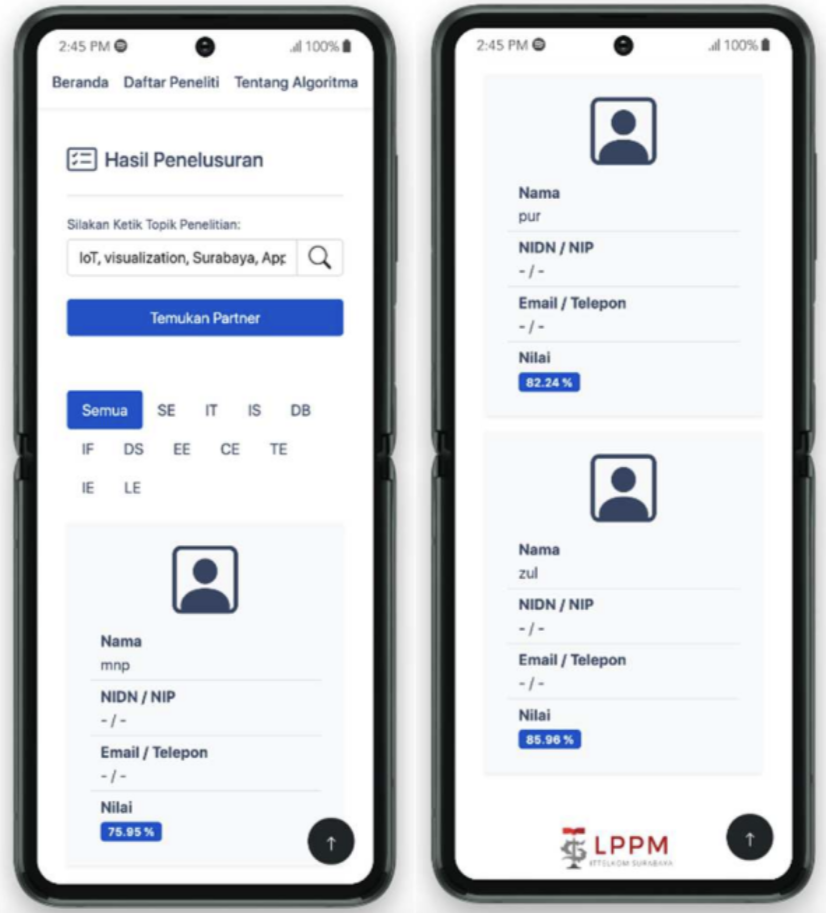 2:45 PM
100%
Beranda Daftar Peneliti Tentang Algoritma
Hasil Penelusuran
Silakan Ketik Topik Penelitian:
IoT, visualization, Surabaya, App
Temukan Partner
Semua SE IT IS DB
IF DS EE CE TE
IE LE
Nama
mnp
NIDN / NIP
- / -
Email / Telepon
- / -
Nilai
75.95 %
2:45 PM
100%
Nama
pur
NIDN / NIP
- / -
Email / Telepon
- / -
Nilai
82.24 %
Nama
zul
NIDN / NIP
- / -
Email / Telepon
- / -
Nilai
85.96 %
LPPM
ITTELKOM SURABAYA